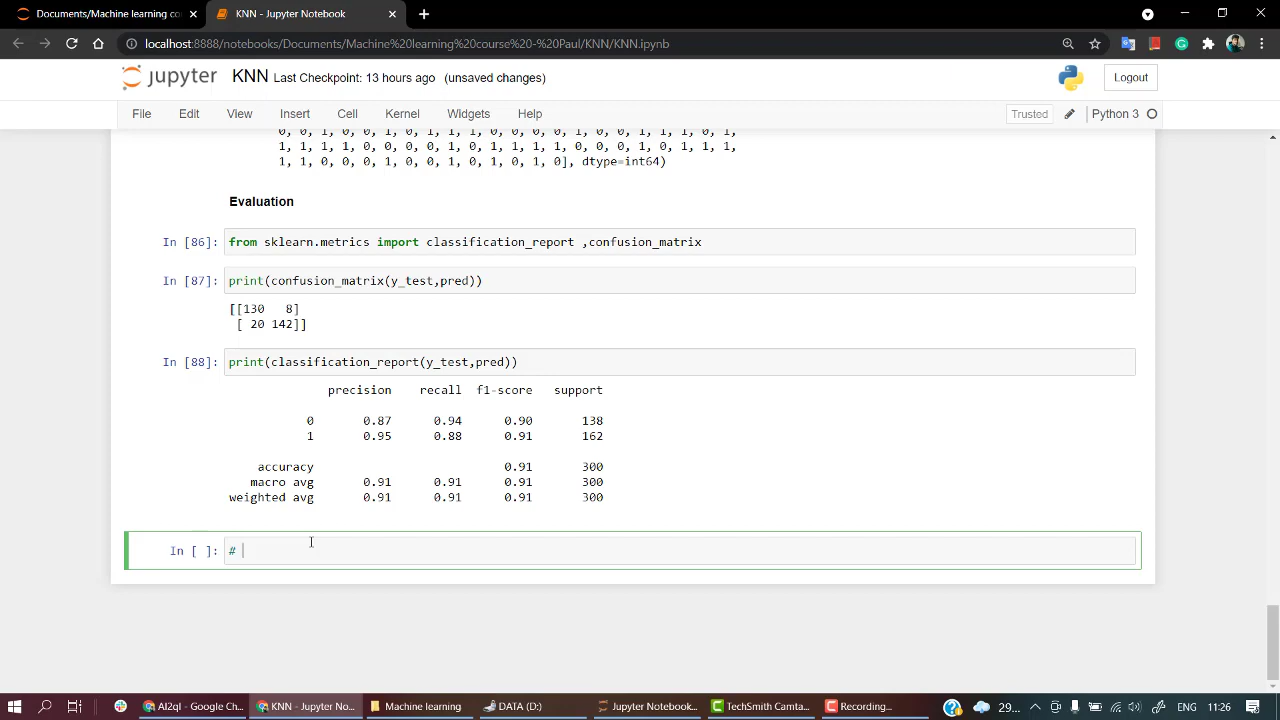 Documents/Machine learning cou
KNN - Jupyter Notebook
localhost:8888/notebooks/Documents/Machine%20learning%20course%20-%20Paul/KNN/KNN.ipynb
jupyter KNN Last Checkpoint: 13 hours ago (unsaved changes)
Logout
File Edit View Insert Cell Kernel Widgets Help
Trusted Python 3
0, 0, 1, 0, 0, 1, 0, 1, 1, 1, 0, 0, 0, 0, 1, 0, 0, 1, 1, 1, 0, 1,
1, 1, 1, 1, 0, 0, 0, 0, 1, 0, 1, 1, 1, 1, 0, 0, 0, 1, 0, 1, 1, 1,
1, 1, 0, 0, 0, 1, 0, 0, 1, 0, 1, 0, 1, 0], dtype=int64)
Evaluation
In [86]: from sklearn.metrics import classification_report ,confusion_matrix
In [87]: print(confusion_matrix(y_test,pred))
[[130 8]
[ 20 142]]
In [88]: print(classification_report(y_test,pred))
precision recall f1-score support
0 0.87 0.94 0.90 138
1 0.95 0.88 0.91 162
accuracy 0.91 300
macro avg 0.91 0.91 0.91 300
weighted avg 0.91 0.91 0.91 300
In [ ]: #
AI2ql - Google Ch...
KNN - Jupyter No...
Machine learning
DATA (D:)
Jupyter Notebook...
TechSmith Camta...
Recording...
29...
ENG
11:26